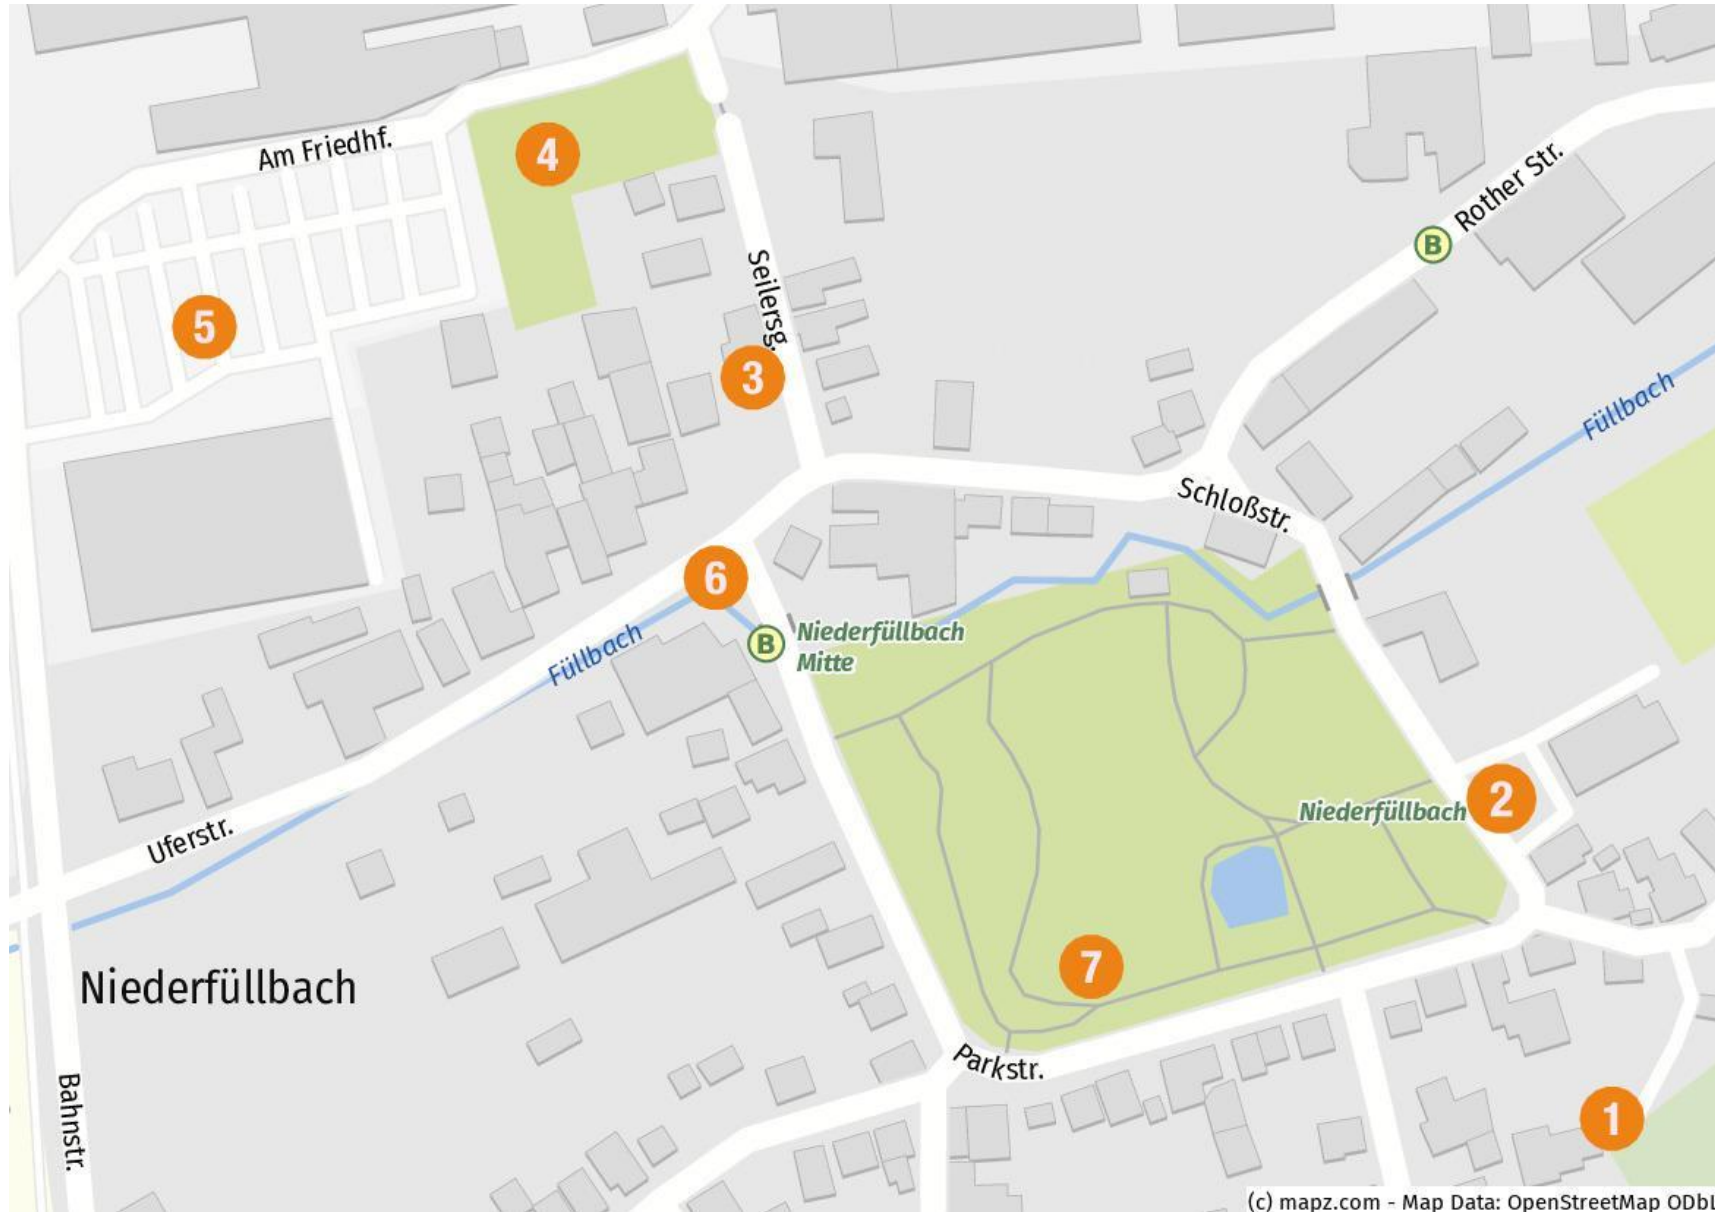 Am Friedhf.
4
Rother Str.
B
Seilersg.
5
3
Füllbach
Schloßstr.
6
B
Niederfüllbach
Mitte
Füllbach
Niederfüllbach
2
Uferstr.
7
Niederfüllbach
Parkstr.
Bahnstr.
1
(c) mapz.com - Map Data: OpenStreetMap ODbL